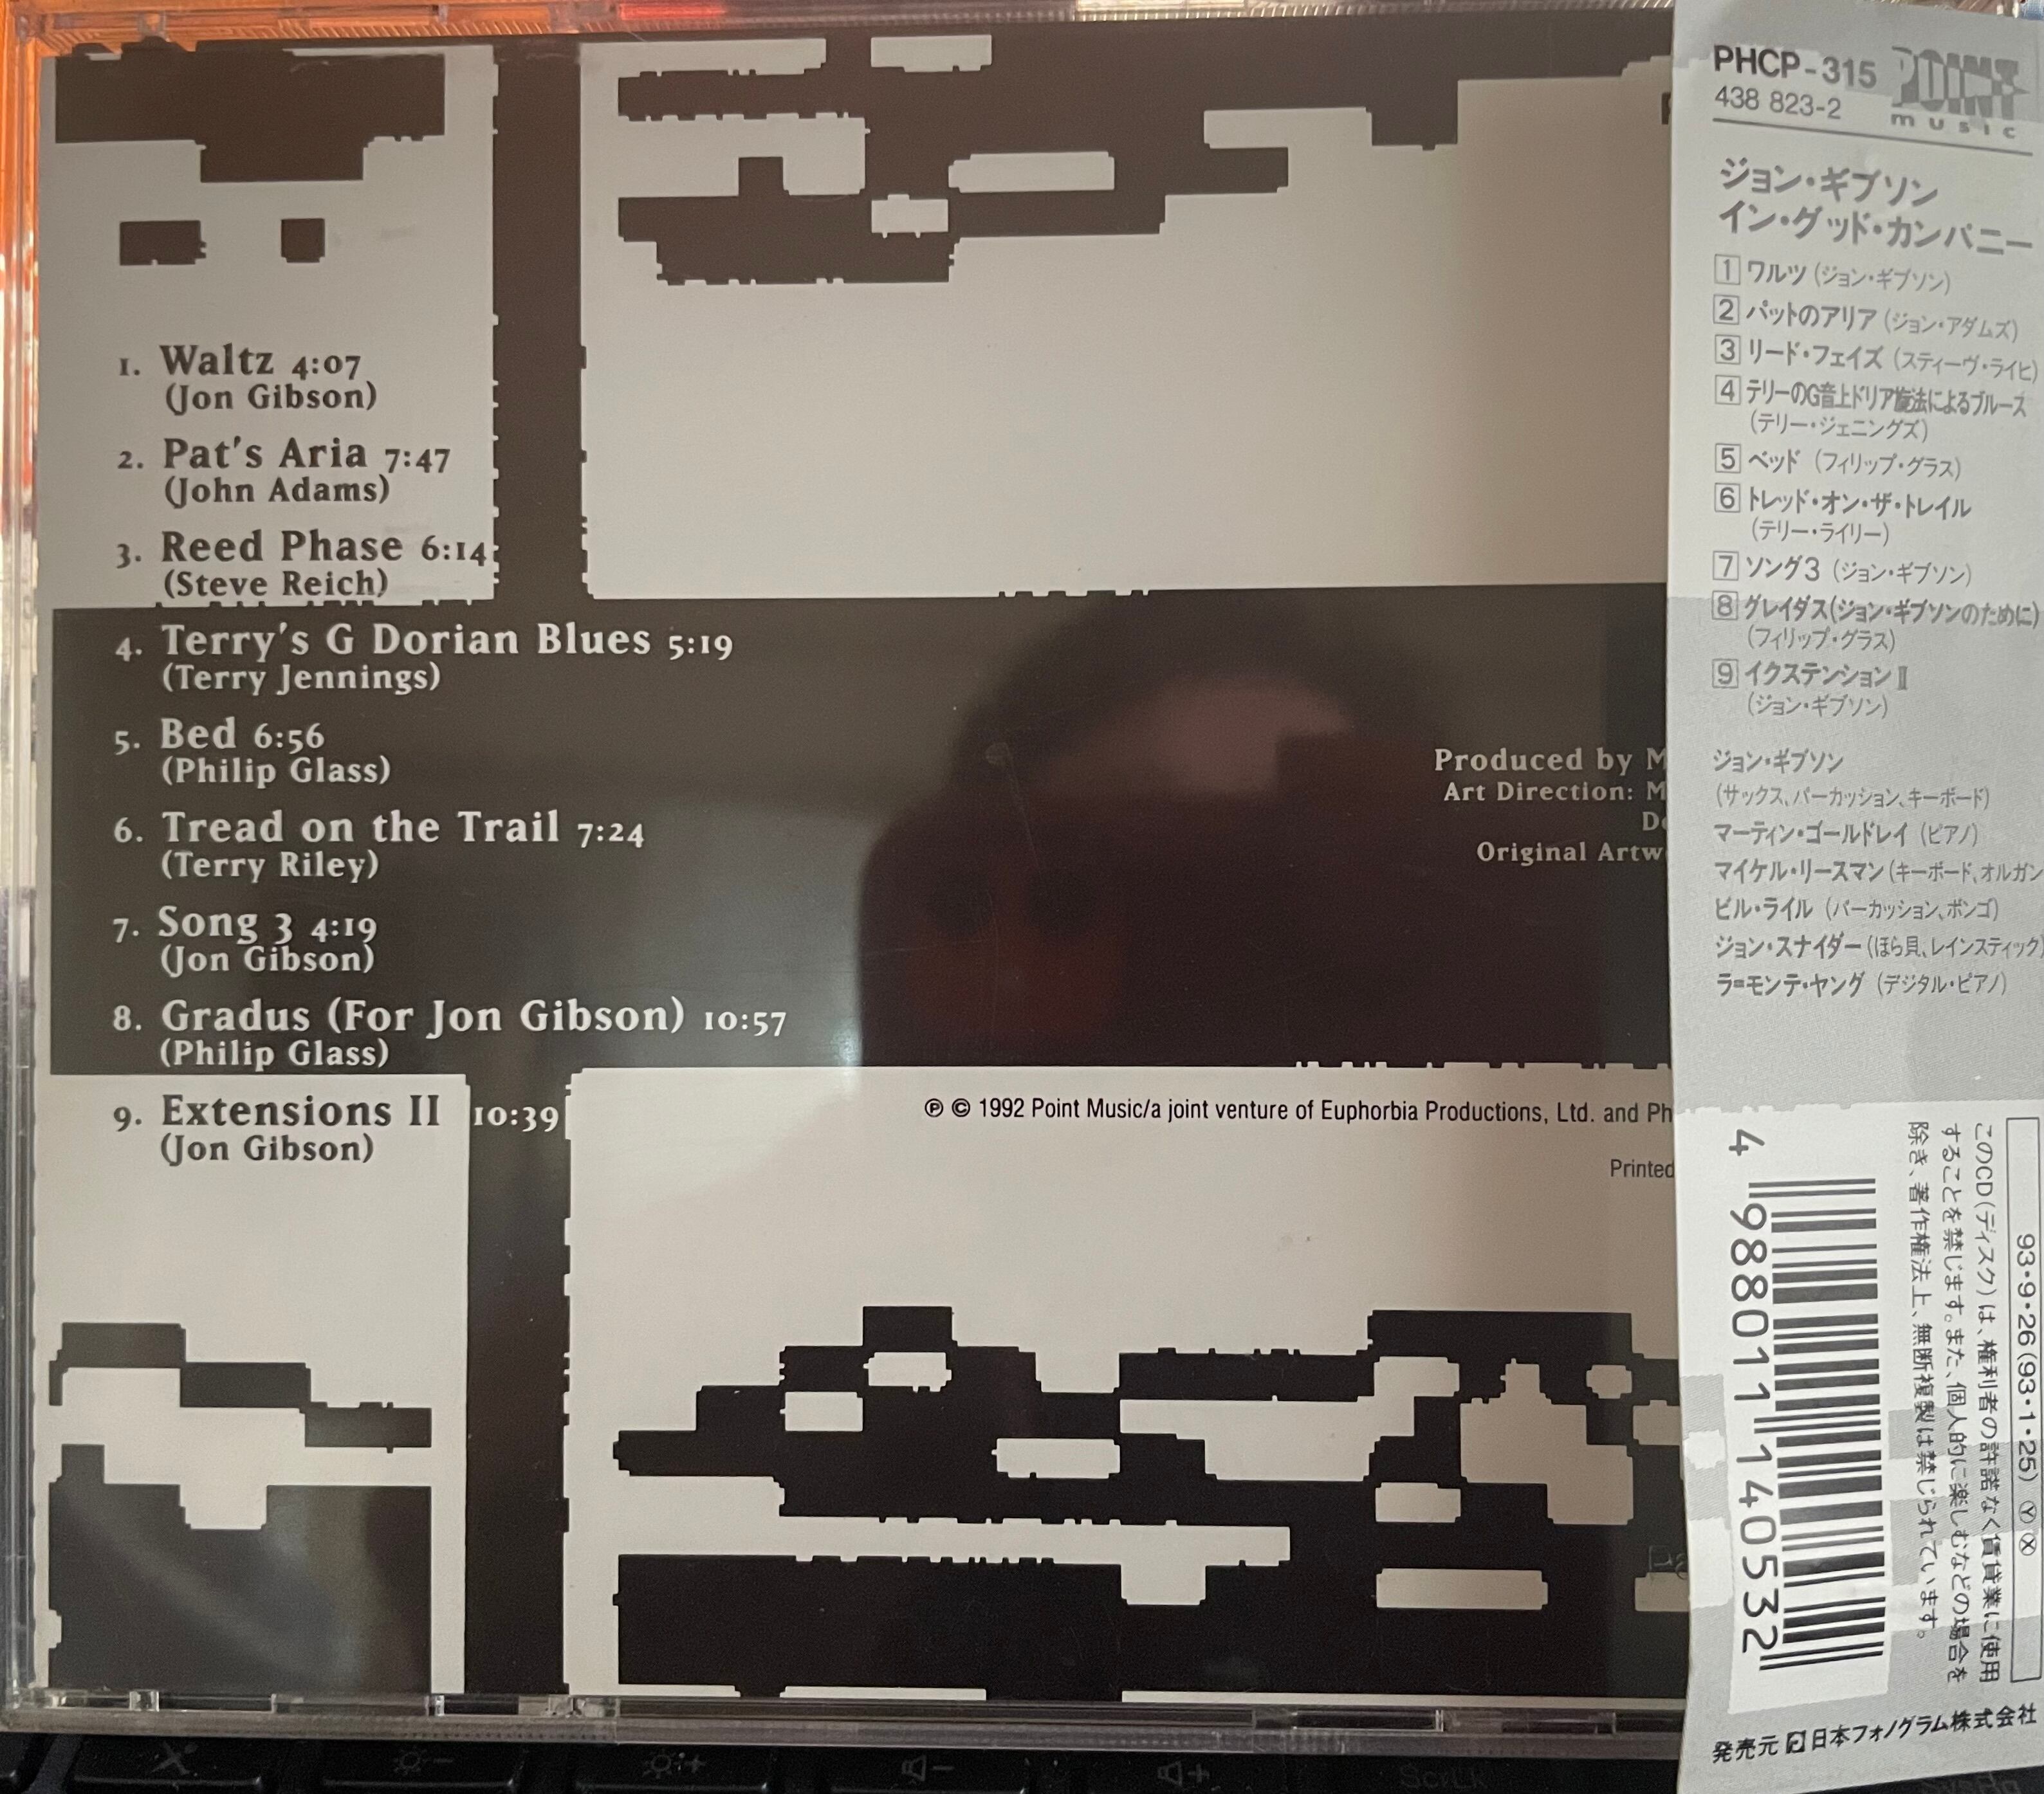 1. Waltz 4:07
(Jon Gibson)
2. Pat's Aria 7:47
(John Adams)
3. Reed Phase 6:14
(Steve Reich)
4. Terry's G Dorian Blues 5:19
(Terry Jennings)
5. Bed 6:56
(Philip Glass)
6. Tread on the Trail 7:24
(Terry Riley)
7. Song 3 4:19
(Jon Gibson)
8. Gradus (For Jon Gibson) 10:57
(Philip Glass)
9. Extensions II 10:39
(Jon Gibson)
Produced by M
Art Direction: M
Original Artw
℗ © 1992 Point Music/a joint venture of Euphorbia Productions, Ltd. and Ph
Printed
PHCP-315
438 823-2
POINT
music
ジョン・ギブソン
イン・グッド・カンパニー
1 ワルツ (ジョン・ギブソン)
2 パットのアリア (ジョン・アダムズ)
3 リード・フェイズ (スティーヴ・ライヒ)
4 テリーのG音上ドリア旋法によるブルース
(テリー・ジェニングズ)
5 ベッド (フィリップ・グラス)
6 トレッド・オン・ザ・トレイル
(テリー・ライリー)
7 ソング3 (ジョン・ギブソン)
8 グレイダス(ジョン・ギブソンのために)
(フィリップ・グラス)
9 イクステンションⅡ
(ジョン・ギブソン)
ジョン・ギブソン
(サックス、パーカッション、キーボード)
マーティン・ゴールドレイ (ピアノ)
マイケル・リースマン (キーボード、オルガン
ビル・ライル (パーカッション、ボンゴ)
ジョン・スナイダー (ほら貝、レインスティック)
ラ=モンテ・ヤング (デジタル・ピアノ)
93・9・26 (93・1・25) Ⓨ Ⓧ
このCD(ディスク)は、権利者の許諾なく賃貸業に使用
することを禁じます。また、個人的に楽しむなどの場合を
除き、著作権法上、無断複製は禁じられています。
4 988011 140532
発売元 日本フォノグラム株式会社
ScrLK